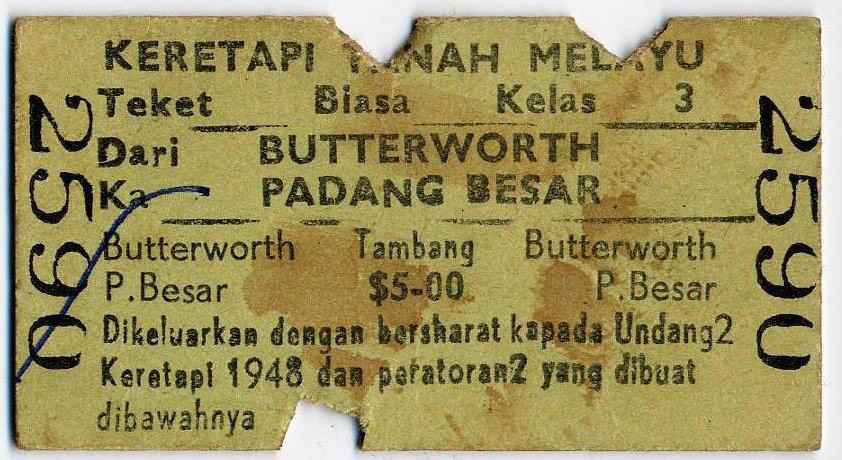 KERETAPI TANAH MELAYU
Teket Biasa Kelas 3
Dari BUTTERWORTH
Ka PADANG BESAR
Butterworth Tambang Butterworth
P.Besar $5-00 P.Besar
Dikeluarkan dengan bersharat kapada Undang2
Keretapi 1948 dan peratoran2 yang dibuat
dibawahnya
2590
2590